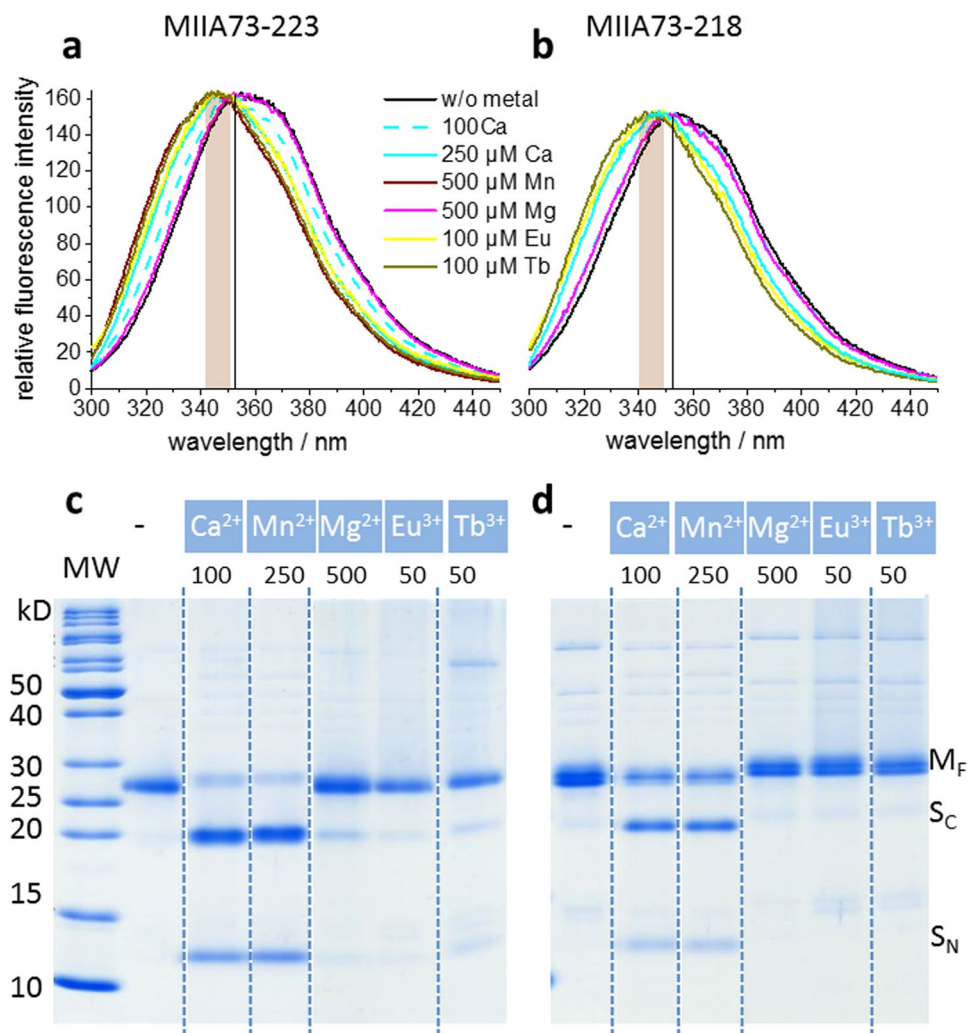 MIIA73-223
MIIA73-218
a
b
relative fluorescence intensity
160
140
120
100
80
60
40
20
0
w/o metal
100Ca
250 µM Ca
500 µM Mn
500 µM Mg
100 µM Eu
100 µM Tb
300 320 340 360 380 400 420 440
300 320 340 360 380 400 420 440
wavelength / nm
wavelength / nm
c
d
- Ca²⁺ Mn²⁺ Mg²⁺ Eu³⁺ Tb³⁺
- Ca²⁺ Mn²⁺ Mg²⁺ Eu³⁺ Tb³⁺
MW 100 250 500 50 50
100 250 500 50 50
kD
50
40
30
25
20
15
10
M_F
S_C
S_N